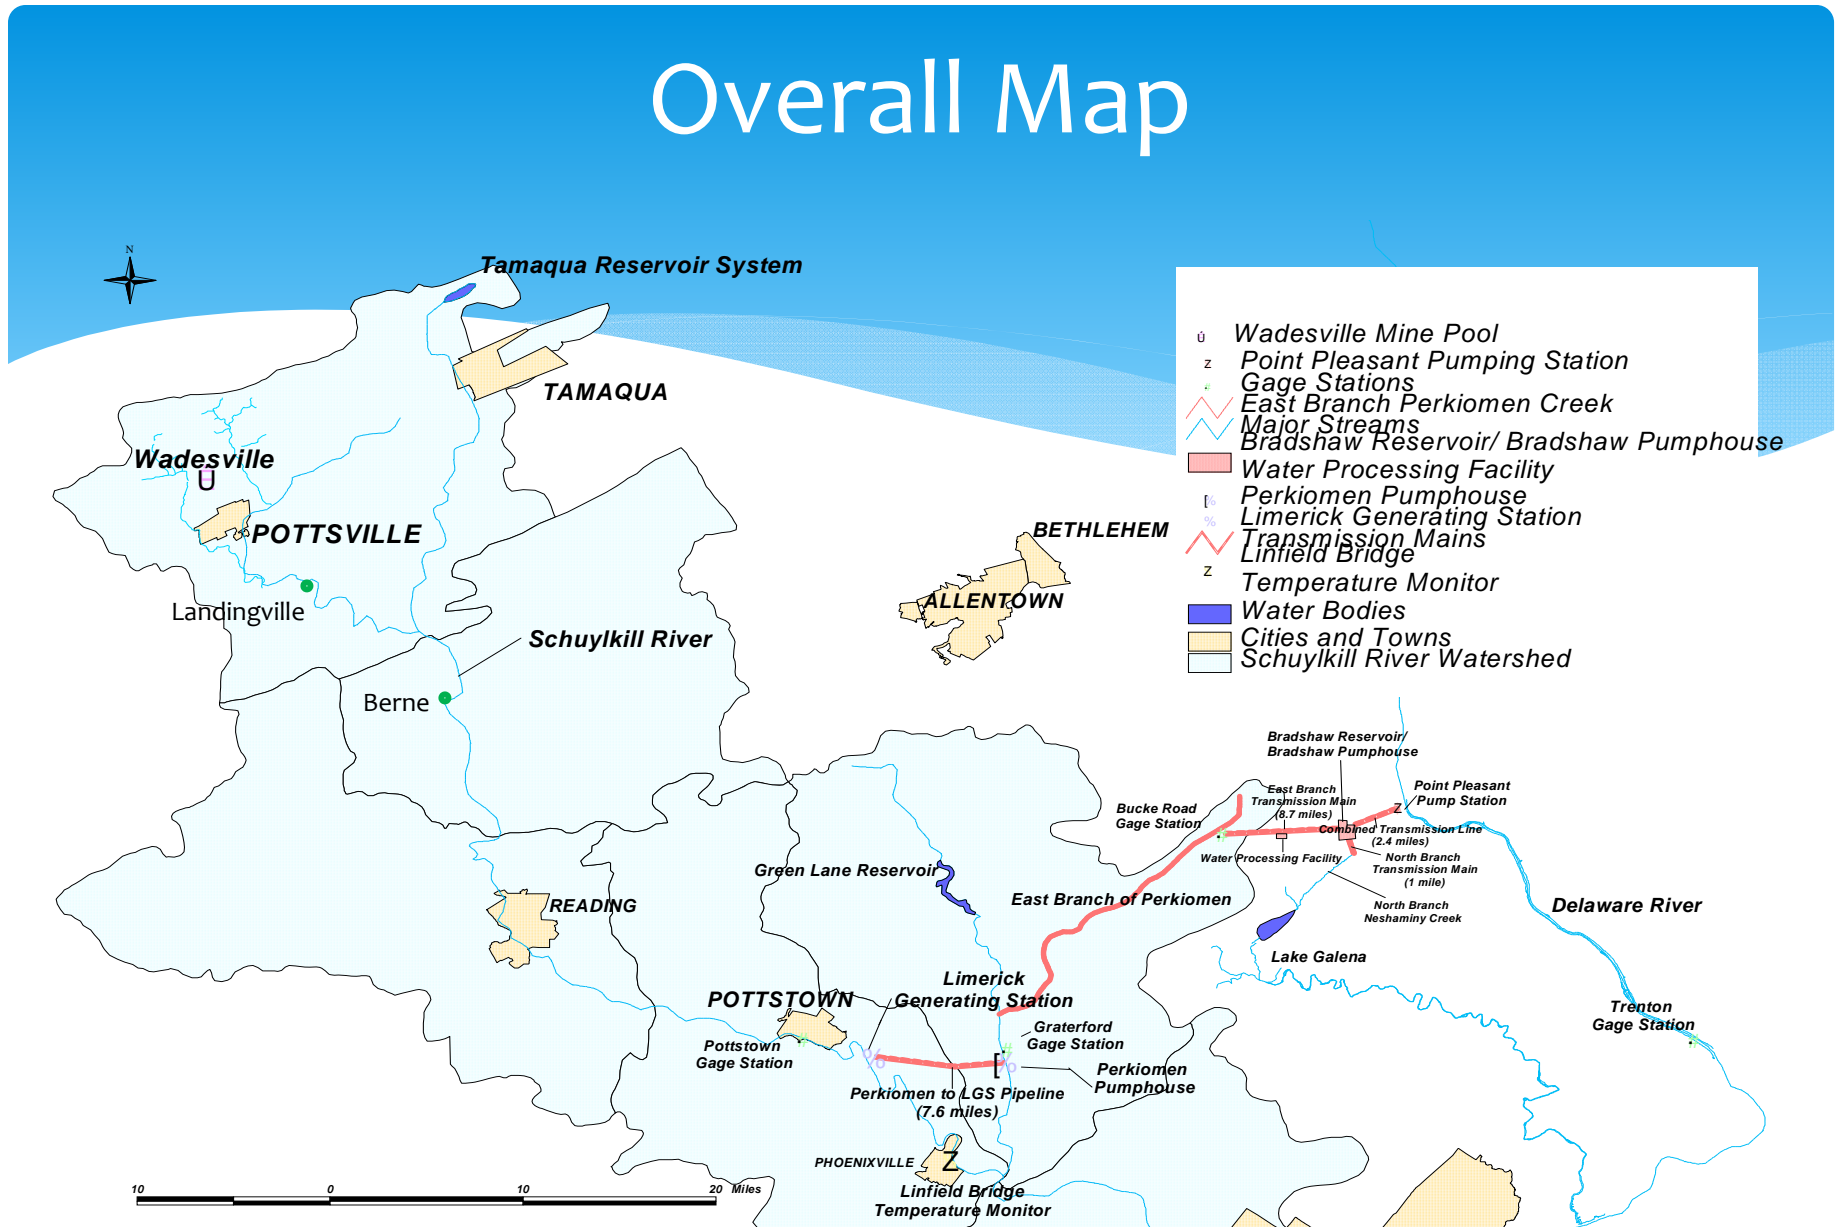 Overall Map
N
Tamaqua Reservoir System
TAMAQUA
Wadesville
Ü
POTTSVILLE
Landingville
Schuylkill River
Berne
BETHLEHEM
ALLENTOWN
Ü Wadesville Mine Pool
Z Point Pleasant Pumping Station
# Gage Stations
East Branch Perkiomen Creek
Major Streams
Bradshaw Reservoir/ Bradshaw Pumphouse
Water Processing Facility
[% Perkiomen Pumphouse
% Limerick Generating Station
Transmission Mains
Linfield Bridge
Z
Temperature Monitor
Water Bodies
Cities and Towns
Schuylkill River Watershed
Bradshaw Reservoir/
Bradshaw Pumphouse
East Branch
Transmission Main
(8.7 miles)
Point Pleasant
Pump Station
Z
Bucke Road
Gage Station
#
Combined Transmission Line
(2.4 miles)
Water Processing Facility
North Branch
Transmission Main
(1 mile)
North Branch
Neshaminy Creek
Green Lane Reservoir
East Branch of Perkiomen
READING
Delaware River
Lake Galena
Limerick
Generating Station
POTTSTOWN
Trenton
Gage Station
#
Graterford
Gage Station
#
Pottstown
Gage Station
#
%
[%
Perkiomen
Pumphouse
Perkiomen to LGS Pipeline
(7.6 miles)
PHOENIXVILLE
Z
Linfield Bridge
Temperature Monitor
10 0 10 20 Miles